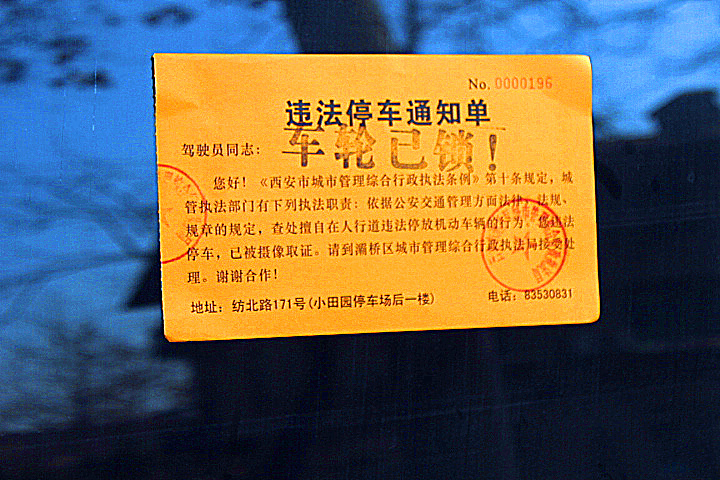 No. 0000196
违法停车通知单
车轮已锁!
驾驶员同志:
您好!《西安市城市管理综合行政执法条例》第十条规定,城
管执法部门有下列执法职责:依据公安交通管理方面法律、法规、
规章的规定,查处擅自在人行道违法停放机动车辆的行为。您违法
停车,已被摄像取证。请到灞桥区城市管理综合行政执法局接受处
理。谢谢合作!
地址:纺北路171号(小田园停车场后一楼) 电话:83530831